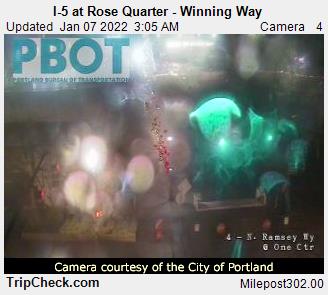 I-5 at Rose Quarter - Winning Way
Updated Jan 07 2022 3:05 AM Camera 4
PBOT
PORTLAND BUREAU OF TRANSPORTATION
4 - N. Ramsey Wy
@ One Ctr
Camera courtesy of the City of Portland
TripCheck.com Milepost302.00